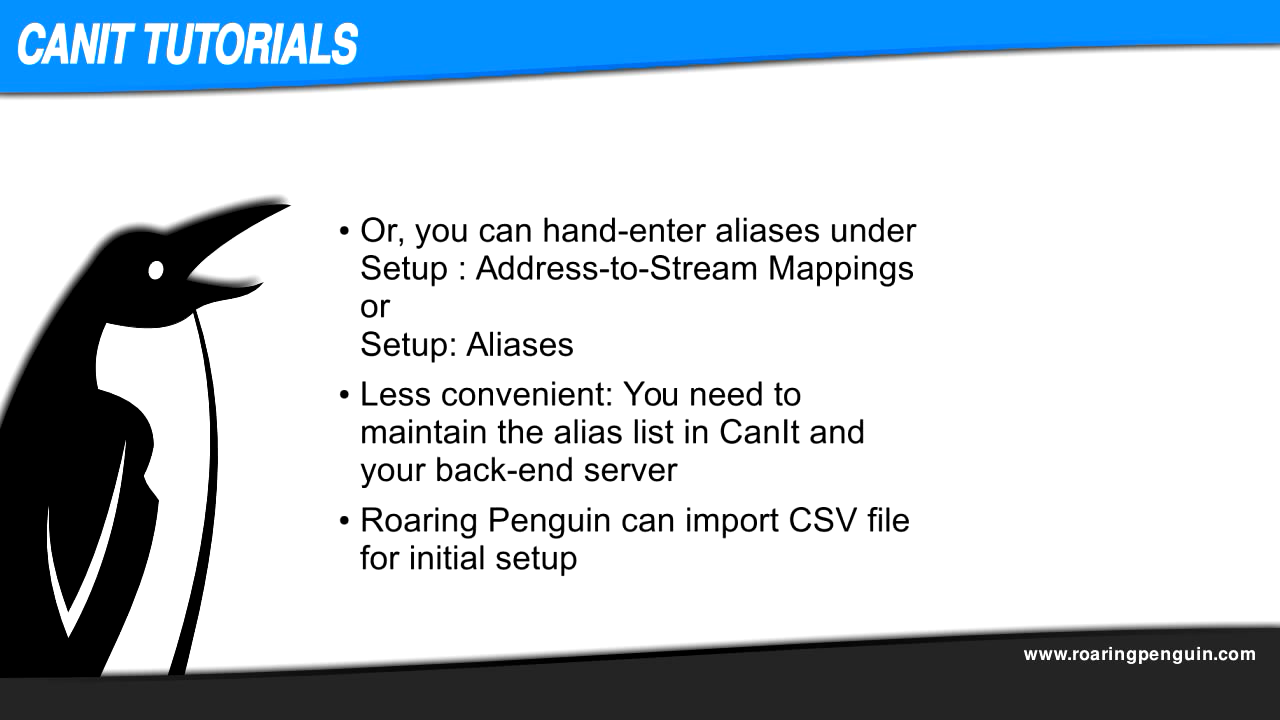 CANIT TUTORIALS
• Or, you can hand-enter aliases under
Setup : Address-to-Stream Mappings
or
Setup: Aliases
• Less convenient: You need to
maintain the alias list in CanIt and
your back-end server
• Roaring Penguin can import CSV file
for initial setup
www.roaringpenguin.com